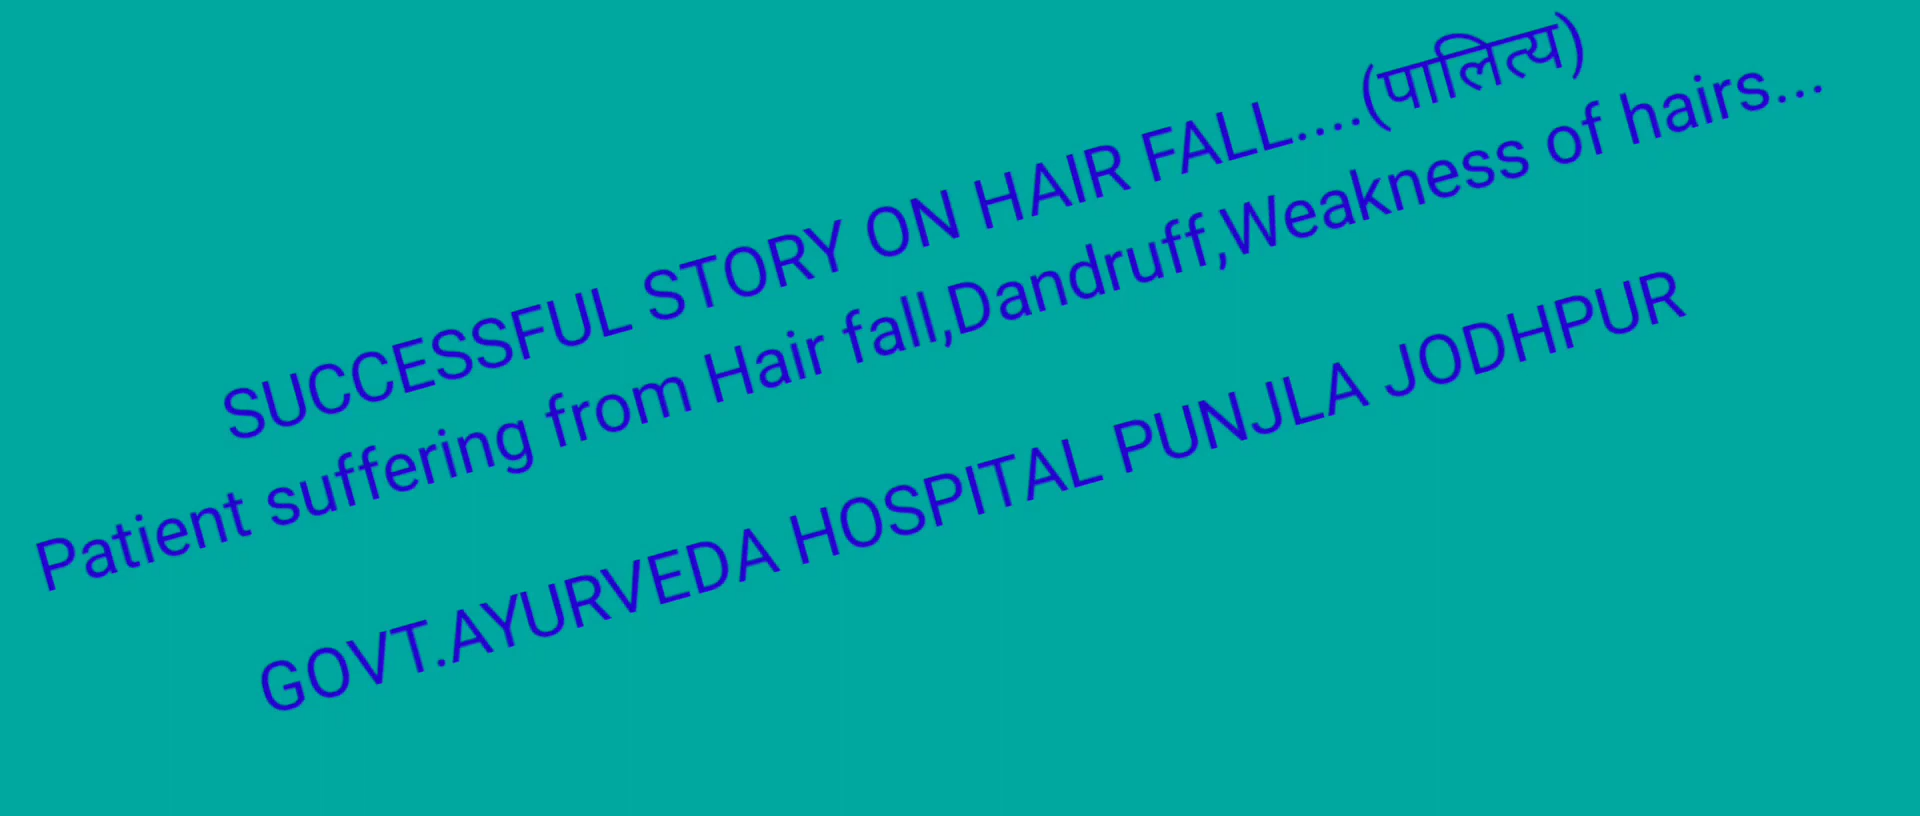 SUCCESSFUL STORY ON HAIR FALL....(पालित्य)
Patient suffering from Hair fall,Dandruff,Weakness of hairs...
GOVT.AYURVEDA HOSPITAL PUNJLA JODHPUR